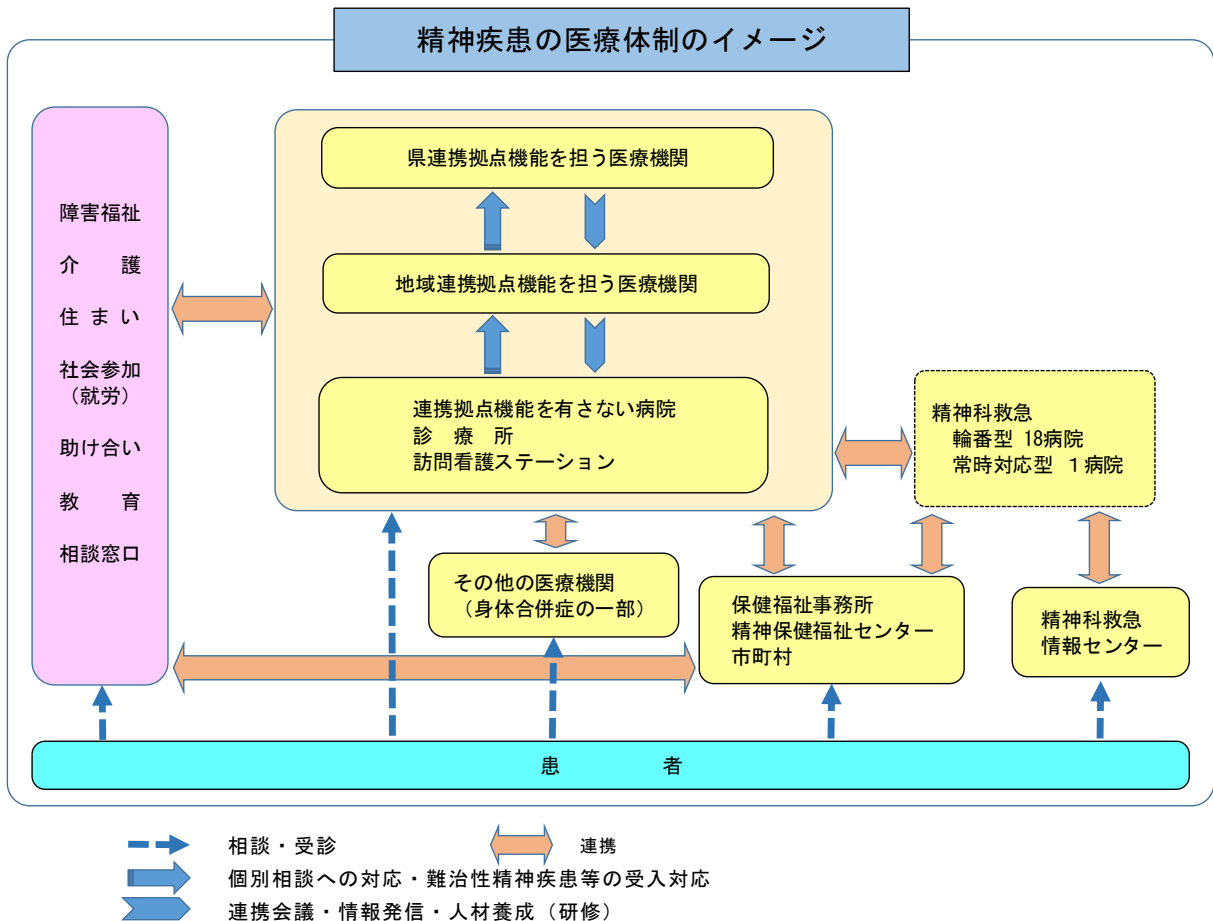 精神疾患の医療体制のイメージ
障害福祉
介　　護
住 ま い
社会参加
（就労）
助け合い
教　　育
相談窓口
県連携拠点機能を担う医療機関
地域連携拠点機能を担う医療機関
連携拠点機能を有さない病院
診　療　所
訪問看護ステーション
精神科救急
輪番型 18病院
常時対応型 １病院
その他の医療機関
（身体合併症の一部）
保健福祉事務所
精神保健福祉センター
市町村
精神科救急
情報センター
患　　　者
相談・受診
連携
個別相談への対応・難治性精神疾患等の受入対応
連携会議・情報発信・人材養成（研修）